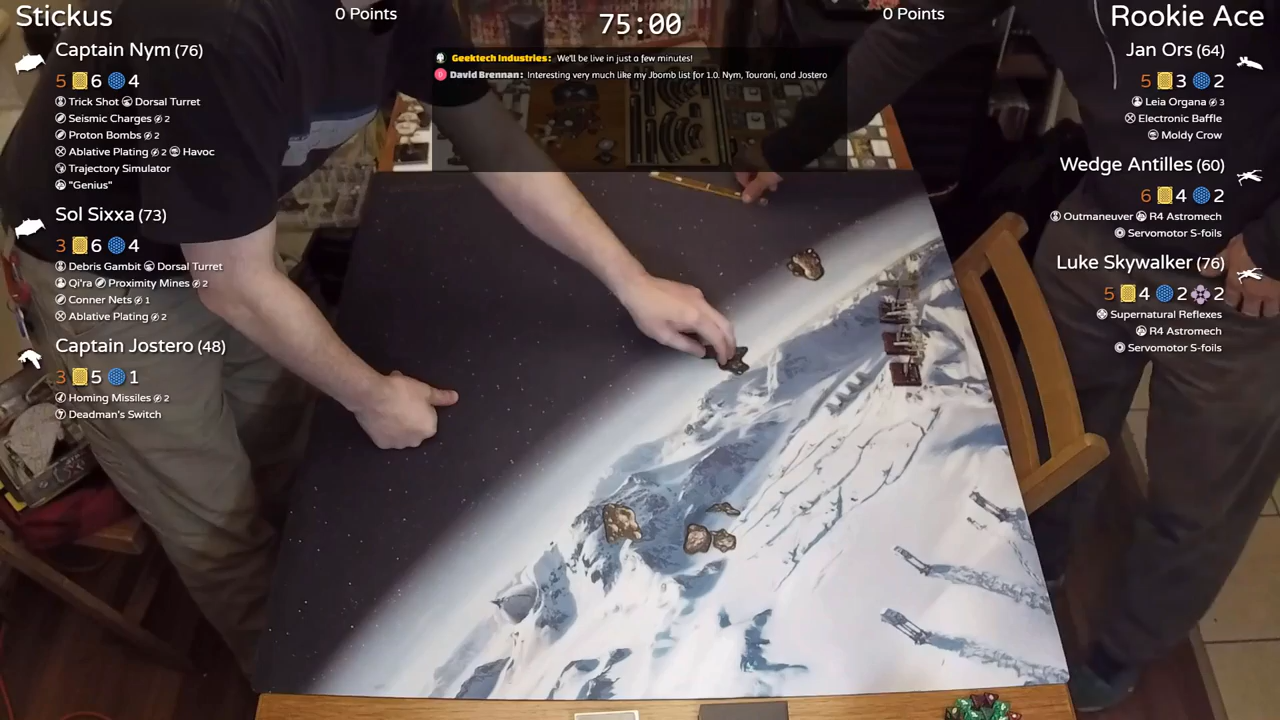 Stickus
0 Points
75:00
0 Points
Rookie Ace
Geektech Industries: We'll be live in just a few minutes!
David Brennan: Interesting very much like my Jbomb list for 1.0. Nym, Tourani, and Jostero
Captain Nym (76)
5 6 4
Trick Shot Dorsal Turret
Seismic Charges 2
Proton Bombs 2
Ablative Plating 2 Havoc
Trajectory Simulator
"Genius"
Sol Sixxa (73)
3 6 4
Debris Gambit Dorsal Turret
Qi'ra Proximity Mines 2
Conner Nets 1
Ablative Plating 2
Captain Jostero (48)
3 5 1
Homing Missiles 2
Deadman's Switch
Jan Ors (64)
5 3 2
Leia Organa 3
Electronic Baffle
Moldy Crow
Wedge Antilles (60)
6 4 2
Outmaneuver R4 Astromech
Servomotor S-foils
Luke Skywalker (76)
5 4 2 2
Supernatural Reflexes
R4 Astromech
Servomotor S-foils